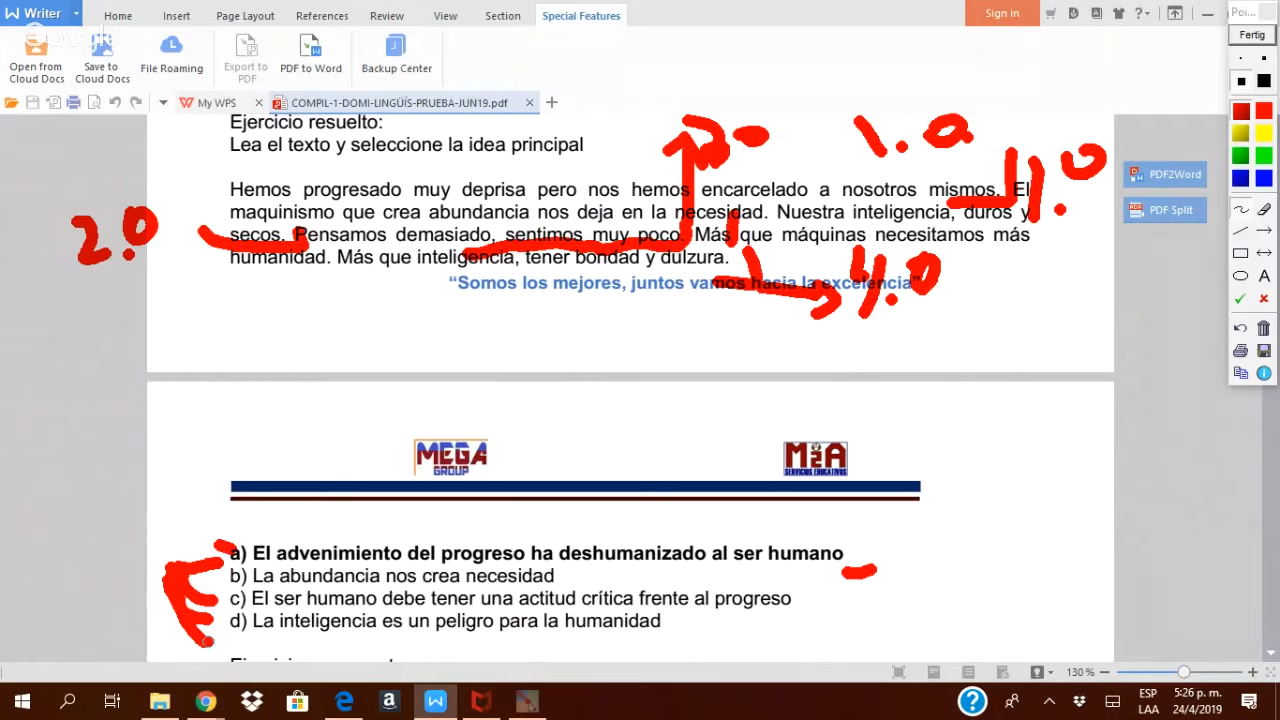 Writer
Home
Insert
Page Layout
References
Review
View
Section
Special Features
Sign in
Fertig
Open from
Cloud Docs
Save to
Cloud Docs
File Roaming
Export to
PDF
PDF to Word
Backup Center
My WPS
COMPIL-1-DOMI-LINGÜÍS-PRUEBA-JUN19.pdf
Ejercicio resuelto:
Lea el texto y seleccione la idea principal
1.0
Hemos progresado muy deprisa pero nos hemos encarcelado a nosotros mismos. El
maquinismo que crea abundancia nos deja en la necesidad. Nuestra inteligencia, duros y
secos. Pensamos demasiado, sentimos muy poco. Más que máquinas necesitamos más
humanidad. Más que inteligencia, tener bondad y dulzura.
2.0
4.0
“Somos los mejores, juntos vamos hacia la excelencia”
PDF2Word
PDF Split
MEGA
GROUP
M2A
SERVICIOS EDUCATIVOS
a) El advenimiento del progreso ha deshumanizado al ser humano
b) La abundancia nos crea necesidad
c) El ser humano debe tener una actitud crítica frente al progreso
d) La inteligencia es un peligro para la humanidad
130 %
ESP
LAA
5:26 p. m.
24/4/2019